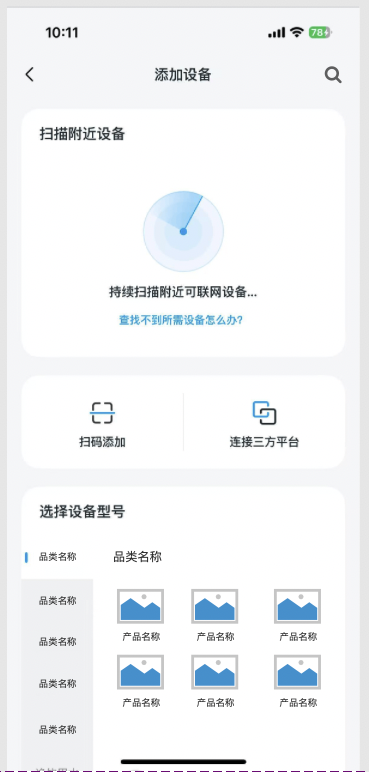 10:11
78
添加设备
扫描附近设备
持续扫描附近可联网设备...
查找不到所需设备怎么办?
扫码添加 连接三方平台
选择设备型号
品类名称 品类名称
品类名称
产品名称 产品名称 产品名称
品类名称
品类名称
产品名称 产品名称 产品名称
品类名称